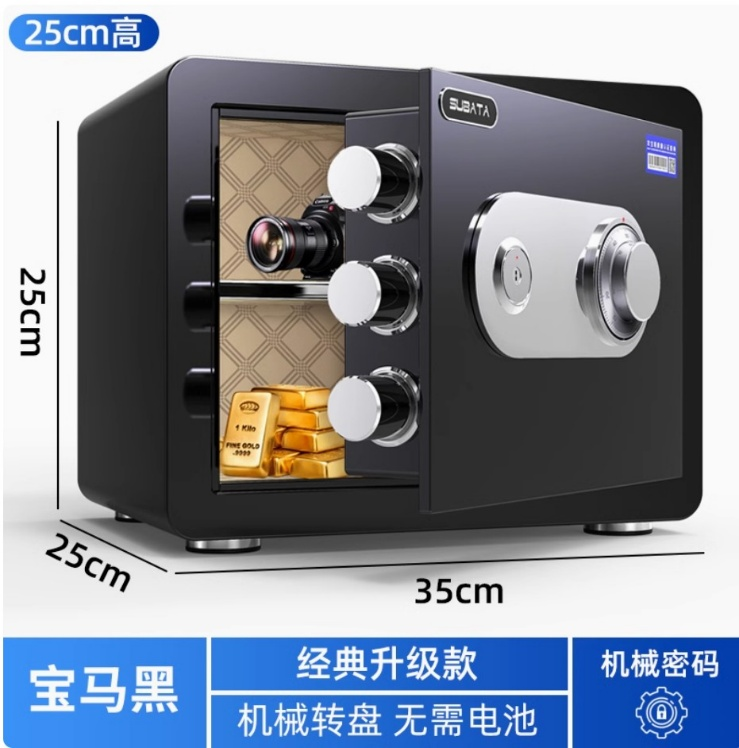 25cm高
SUBATA
25cm
1 Kilo
FINE GOLD
.9999
25cm
35cm
宝马黑
经典升级款
机械转盘 无需电池
机械密码